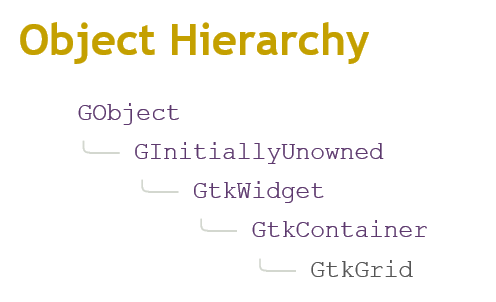 Object Hierarchy
GObject
GInitiallyUnowned
GtkWidget
GtkContainer
GtkGrid